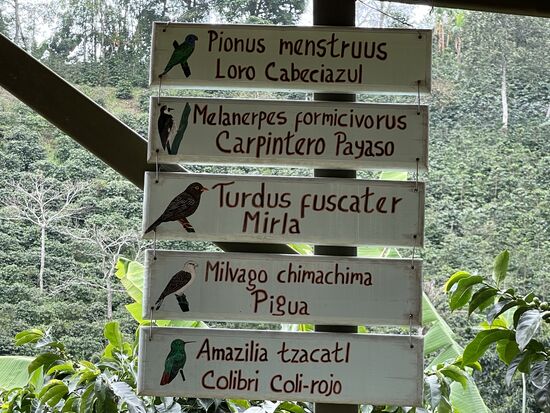 Pionus menstruus
Loro Cabeciazul
Melanerpes formicivorus
Carpintero Payaso
Turdus fuscater
Mirla
Milvago chimachima
Pigua
Amazilia tzacatl
Colibri Coli-rojo